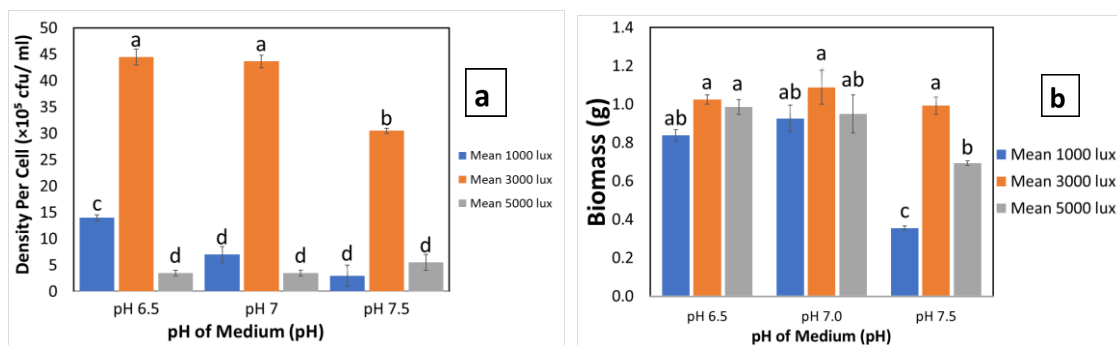 50
45
40
35
30
25
20
15
10
5
0
Density Per Cell (×10⁵ cfu/ ml)
a
a
b
c
d
d
d
d
d
pH 6.5
pH 7
pH 7.5
pH of Medium (pH)
a
Mean 1000 lux
Mean 3000 lux
Mean 5000 lux
1.4
1.2
1.0
0.8
0.6
0.4
0.2
0.0
Biomass (g)
ab
a
a
ab
a
ab
c
a
b
pH 6.5
pH 7.0
pH 7.5
pH of Medium (pH)
b
Mean 1000 lux
Mean 3000 lux
Mean 5000 lux